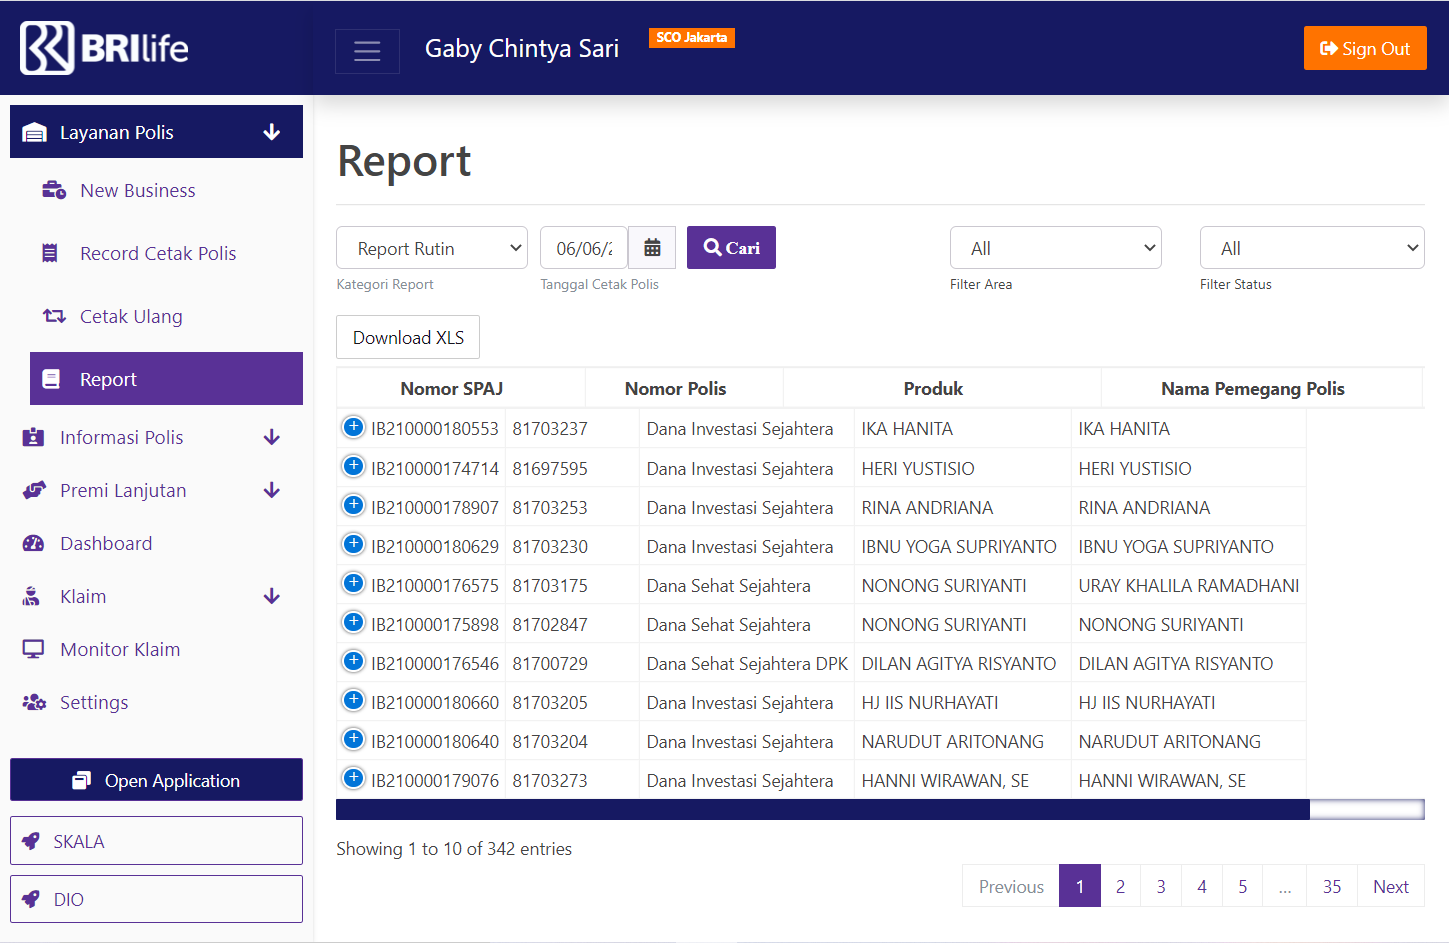 BRI life
Gaby Chintya Sari
SCO Jakarta
Sign Out
Layanan Polis
New Business
Record Cetak Polis
Cetak Ulang
Report
Informasi Polis
Premi Lanjutan
Dashboard
Klaim
Monitor Klaim
Settings
Open Application
SKALA
DIO
Report
Report Rutin
06/06/2
Cari
All
All
Kategori Report
Tanggal Cetak Polis
Filter Area
Filter Status
Download XLS
Nomor SPAJ Nomor Polis Produk Nama Pemegang Polis
IB210000180553 81703237 Dana Investasi Sejahtera IKA HANITA IKA HANITA
IB210000174714 81697595 Dana Investasi Sejahtera HERI YUSTISIO HERI YUSTISIO
IB210000178907 81703253 Dana Investasi Sejahtera RINA ANDRIANA RINA ANDRIANA
IB210000180629 81703230 Dana Investasi Sejahtera IBNU YOGA SUPRIYANTO IBNU YOGA SUPRIYANTO
IB210000176575 81703175 Dana Sehat Sejahtera NONONG SURIYANTI URAY KHALILA RAMADHANI
IB210000175898 81702847 Dana Sehat Sejahtera NONONG SURIYANTI NONONG SURIYANTI
IB210000176546 81700729 Dana Sehat Sejahtera DPK DILAN AGITYA RISYANTO DILAN AGITYA RISYANTO
IB210000180660 81703205 Dana Investasi Sejahtera HJ IIS NURHAYATI HJ IIS NURHAYATI
IB210000180640 81703204 Dana Investasi Sejahtera NARUDUT ARITONANG NARUDUT ARITONANG
IB210000179076 81703273 Dana Investasi Sejahtera HANNI WIRAWAN, SE HANNI WIRAWAN, SE
Showing 1 to 10 of 342 entries
Previous 1 2 3 4 5 ... 35 Next